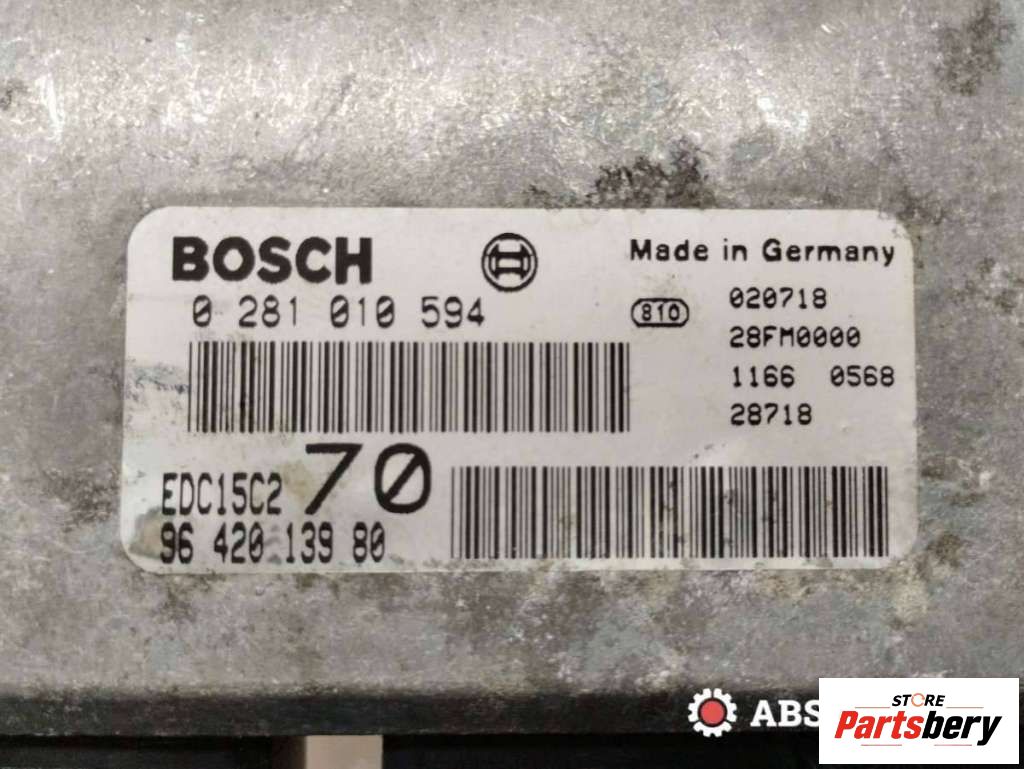 BOSCH
Made in Germany
0 281 010 594
810
020718
28FM0000
1166 0568
28718
EDC15C2 70
96 420 139 80
ABS
STORE
Partsbery